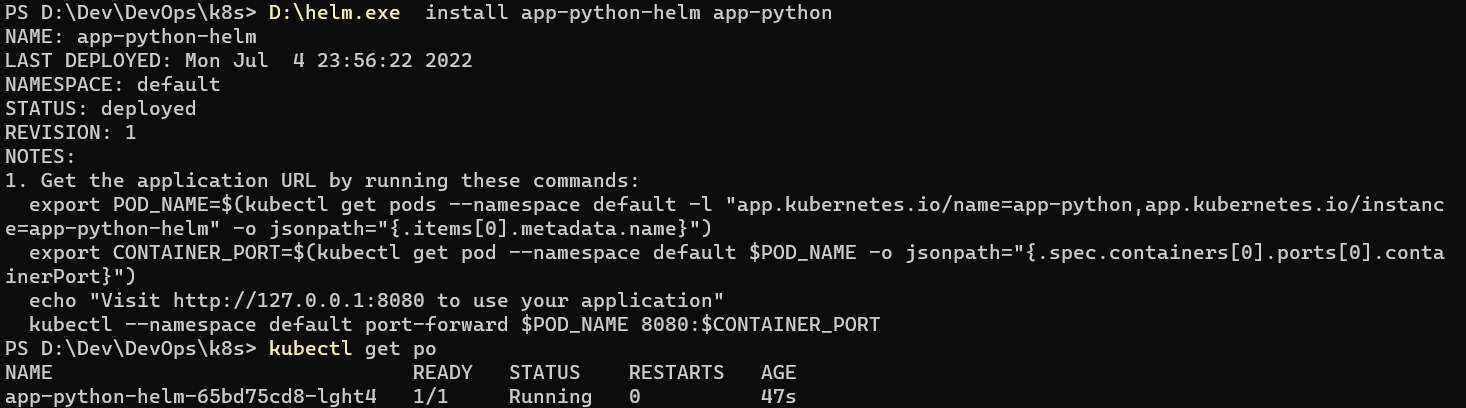 PS D:\Dev\DevOps\k8s> D:\helm.exe  install app-python-helm app-python
NAME: app-python-helm
LAST DEPLOYED: Mon Jul  4 23:56:22 2022
NAMESPACE: default
STATUS: deployed
REVISION: 1
NOTES:
1. Get the application URL by running these commands:
  export POD_NAME=$(kubectl get pods --namespace default -l "app.kubernetes.io/name=app-python,app.kubernetes.io/instanc
e=app-python-helm" -o jsonpath="{.items[0].metadata.name}")
  export CONTAINER_PORT=$(kubectl get pod --namespace default $POD_NAME -o jsonpath="{.spec.containers[0].ports[0].conta
inerPort}")
  echo "Visit http://127.0.0.1:8080 to use your application"
  kubectl --namespace default port-forward $POD_NAME 8080:$CONTAINER_PORT
PS D:\Dev\DevOps\k8s> kubectl get po
NAME                              READY   STATUS    RESTARTS   AGE
app-python-helm-65bd75cd8-lght4   1/1     Running   0          47s